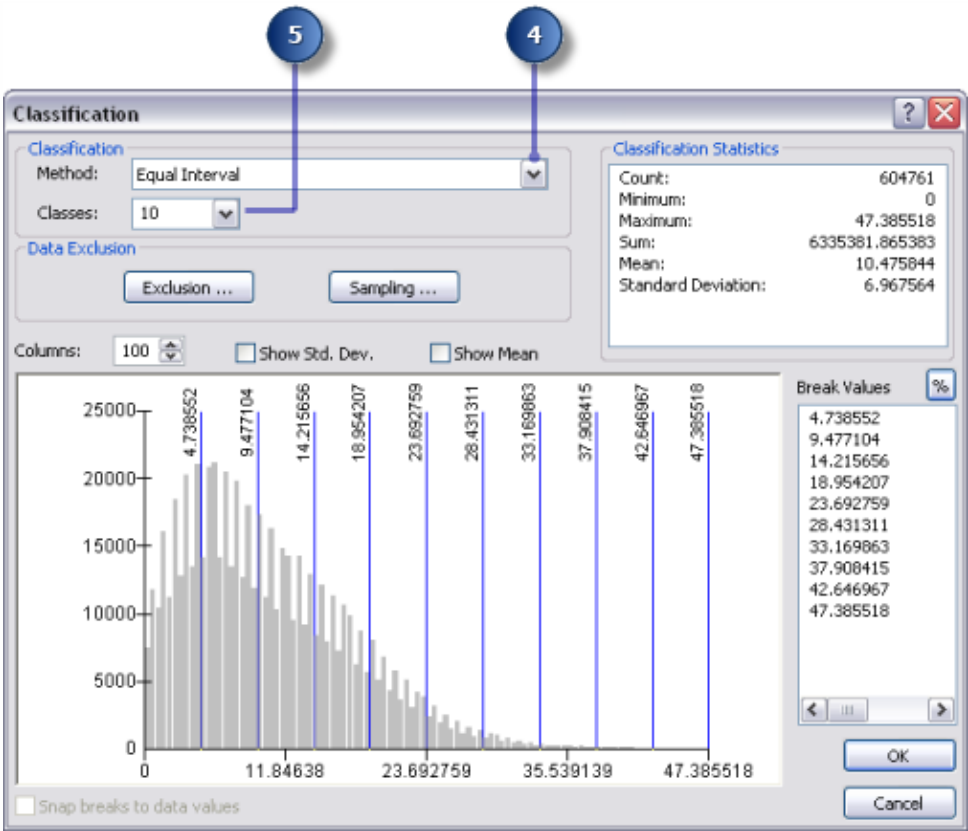 5
4
Classification
?
Classification
Method:
Equal Interval
Classes:
10
Classification Statistics
Count: 604761
Minimum: 0
Maximum: 47.385518
Sum: 6335381.865383
Mean: 10.475844
Standard Deviation: 6.967564
Data Exclusion
Exclusion ...
Sampling ...
Columns:
100
Show Std. Dev.
Show Mean
Break Values
%
4.738552
9.477104
14.215656
18.954207
23.692759
28.431311
33.169863
37.908415
42.646967
47.385518
25000
20000
15000
10000
5000
0
4.738552
9.477104
14.215656
18.954207
23.692759
28.431311
33.169863
37.908415
42.646967
47.385518
0
11.84638
23.692759
35.539139
47.385518
OK
Snap breaks to data values
Cancel